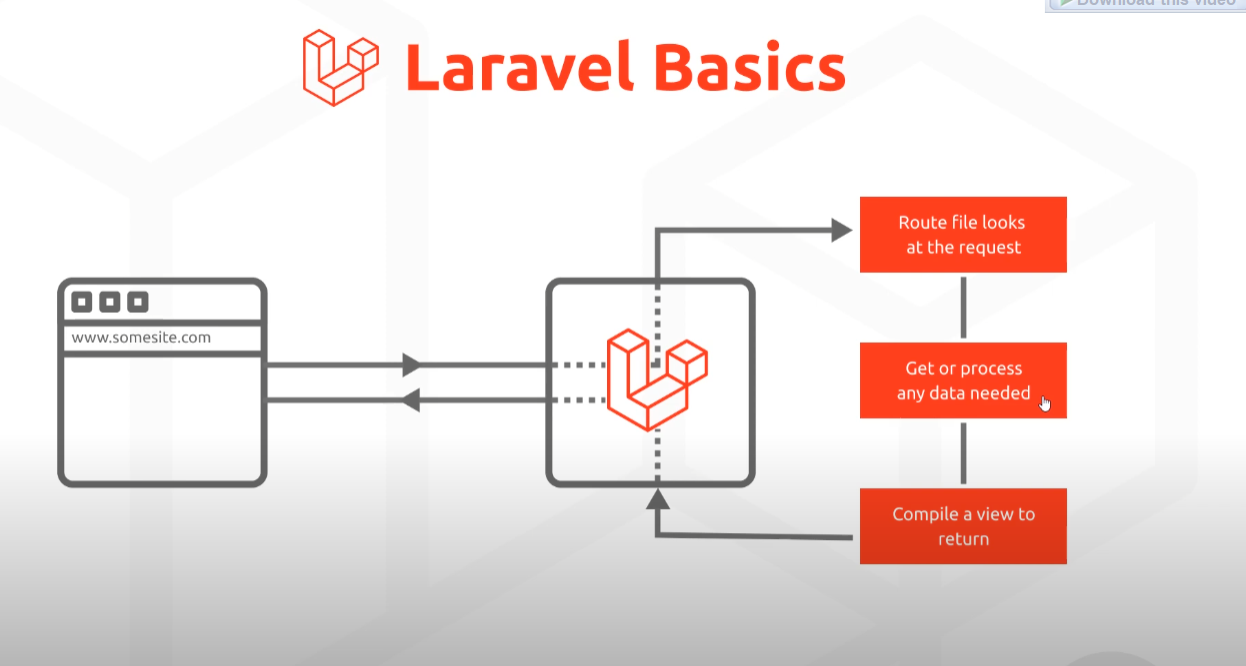 Download this video
Laravel Basics
Route file looks
at the request
www.somesite.com
Get or process
any data needed
Compile a view to
return